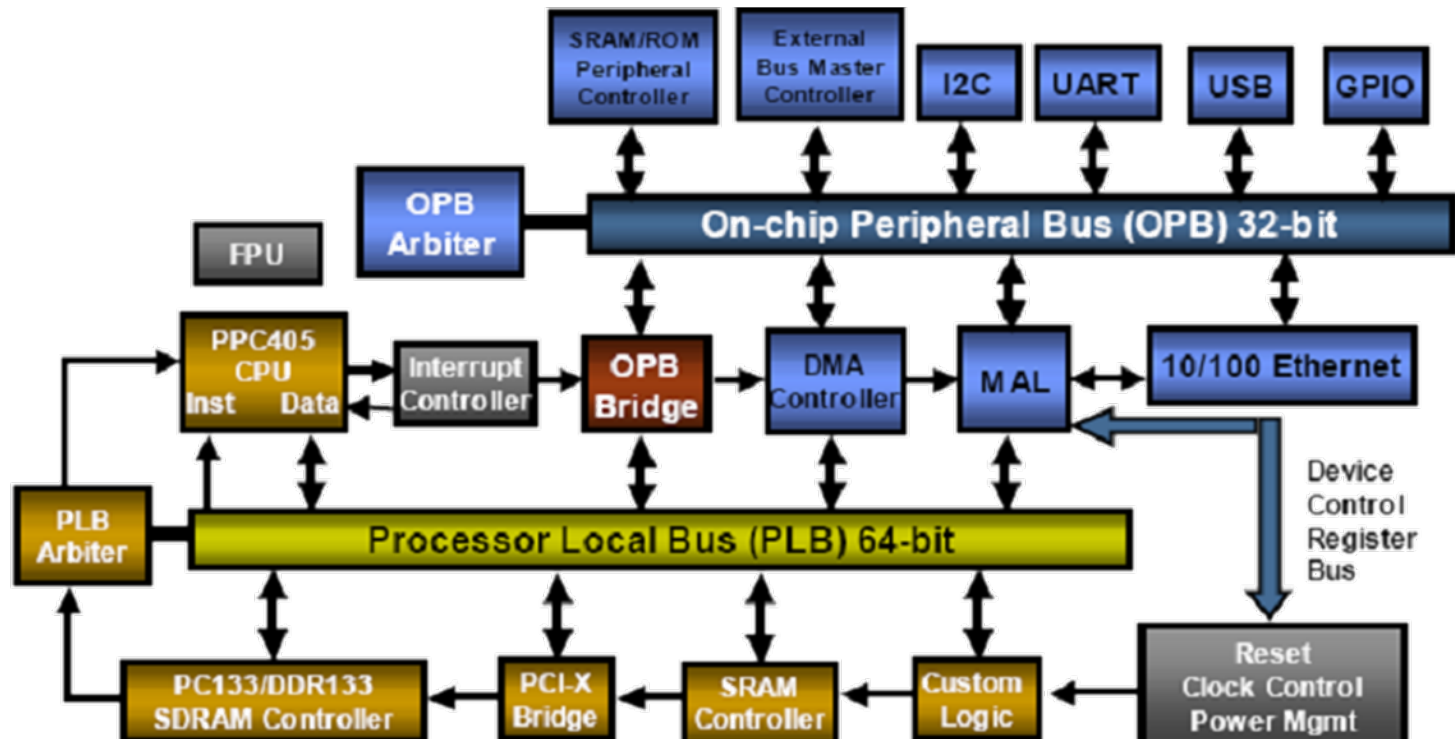 SRAM/ROM
Peripheral
Controller
External
Bus Master
Controller
I2C
UART
USB
GPIO
OPB
Arbiter
On-chip Peripheral Bus (OPB) 32-bit
FPU
PPC405
CPU
Inst Data
Interrupt
Controller
OPB
Bridge
DMA
Controller
MAL
10/100 Ethernet
Device
Control
Register
Bus
PLB
Arbiter
Processor Local Bus (PLB) 64-bit
PC133/DDR133
SDRAM Controller
PCI-X
Bridge
SRAM
Controller
Custom
Logic
Reset
Clock Control
Power Mgmt